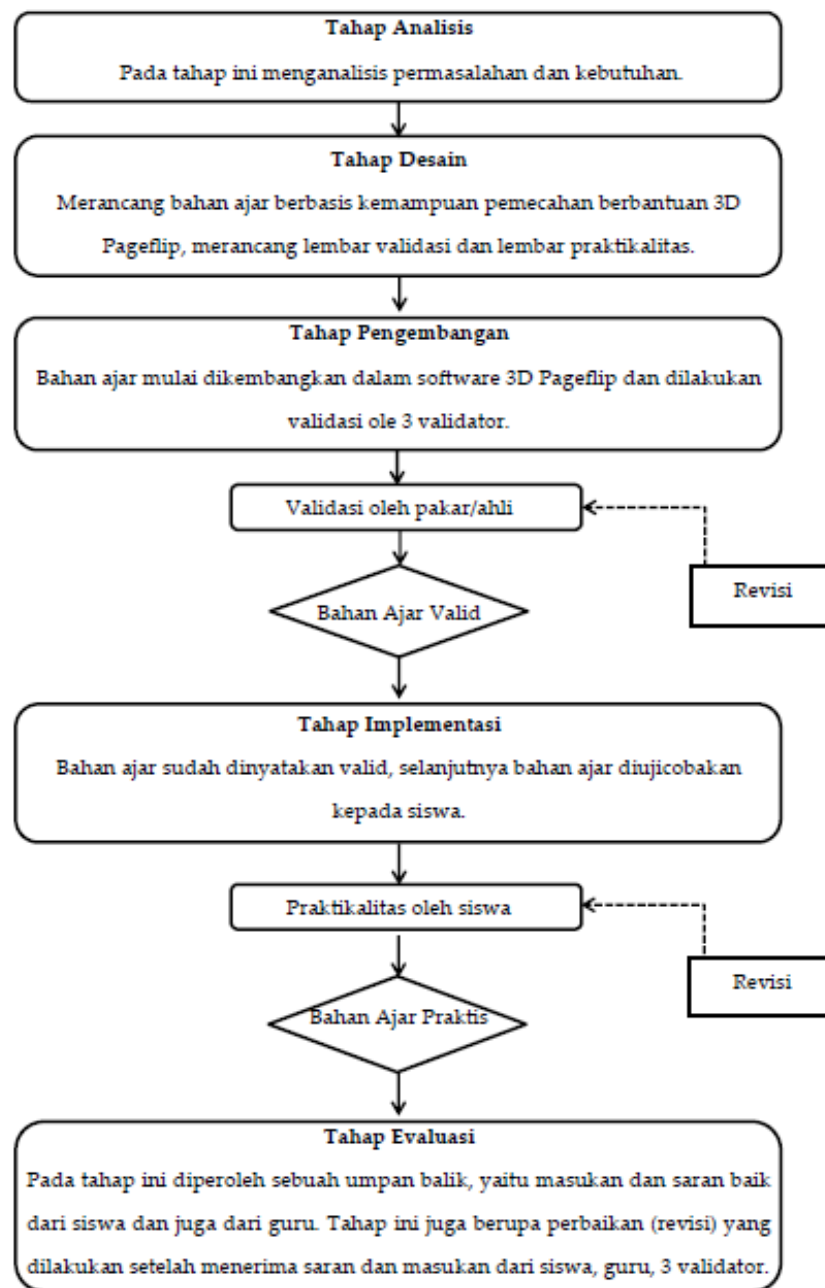 Tahap Analisis
Pada tahap ini menganalisis permasalahan dan kebutuhan.
Tahap Desain
Merancang bahan ajar berbasis kemampuan pemecahan berbantuan 3D
Pageflip, merancang lembar validasi dan lembar praktikalitas.
Tahap Pengembangan
Bahan ajar mulai dikembangkan dalam software 3D Pageflip dan dilakukan
validasi ole 3 validator.
Validasi oleh pakar/ahli
Revisi
Bahan Ajar Valid
Tahap Implementasi
Bahan ajar sudah dinyatakan valid, selanjutnya bahan ajar diujicobakan
kepada siswa.
Praktikalitas oleh siswa
Revisi
Bahan Ajar Praktis
Tahap Evaluasi
Pada tahap ini diperoleh sebuah umpan balik, yaitu masukan dan saran baik
dari siswa dan juga dari guru. Tahap ini juga berupa perbaikan (revisi) yang
dilakukan setelah menerima saran dan masukan dari siswa, guru, 3 validator.